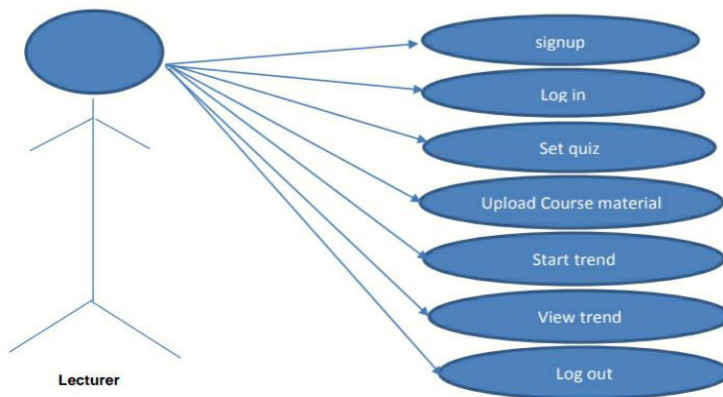 signup
Log in
Set quiz
Upload Course material
Start trend
View trend
Log out
Lecturer